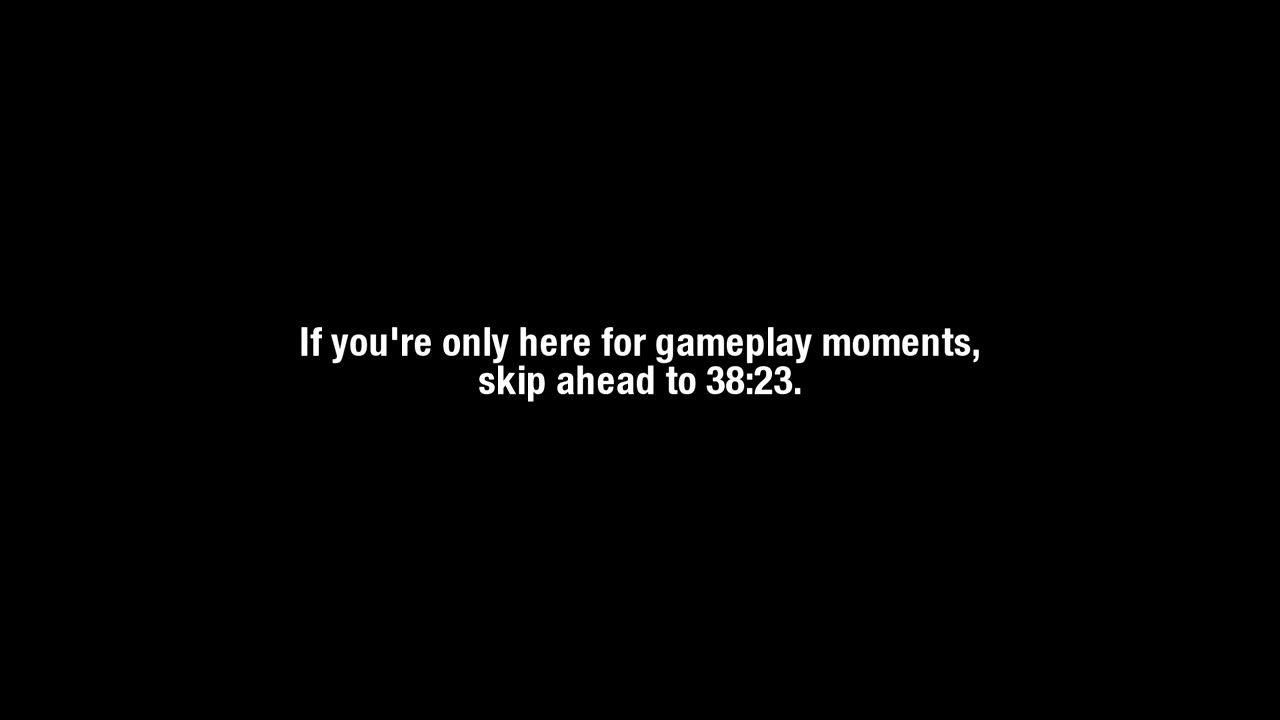 If you're only here for gameplay moments,
skip ahead to 38:23.